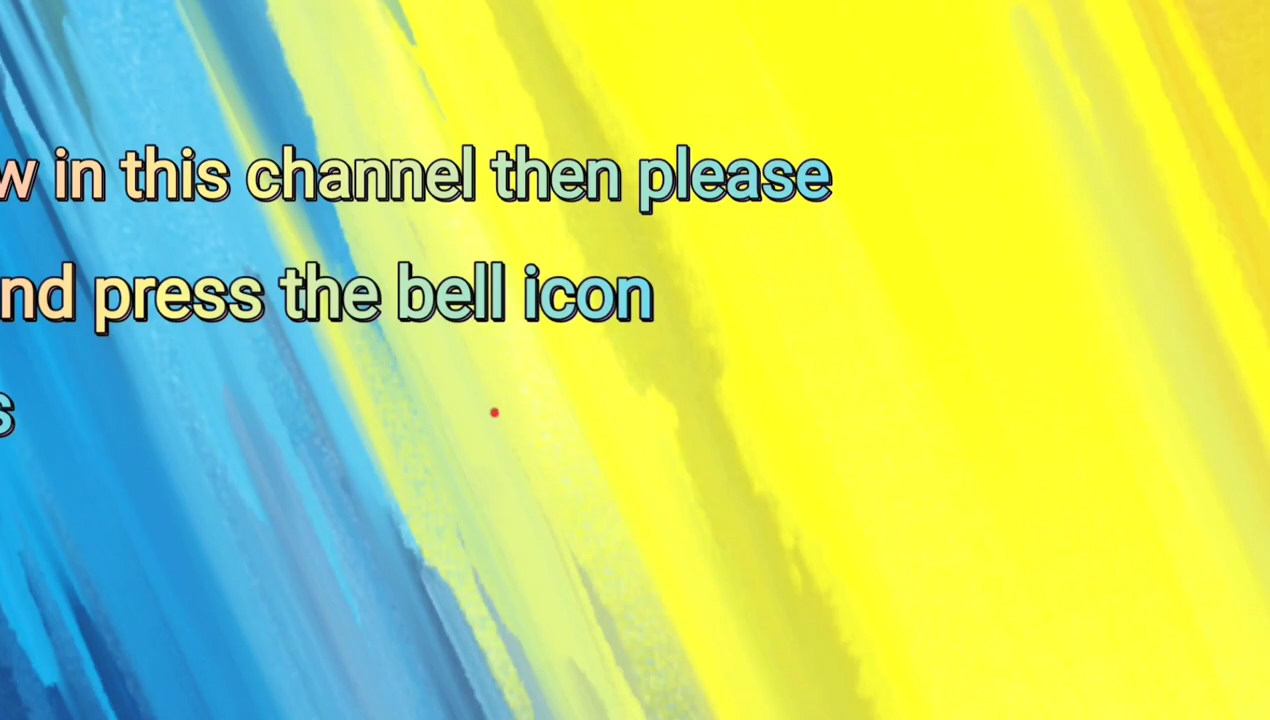 w in this channel then please
nd press the bell icon
s